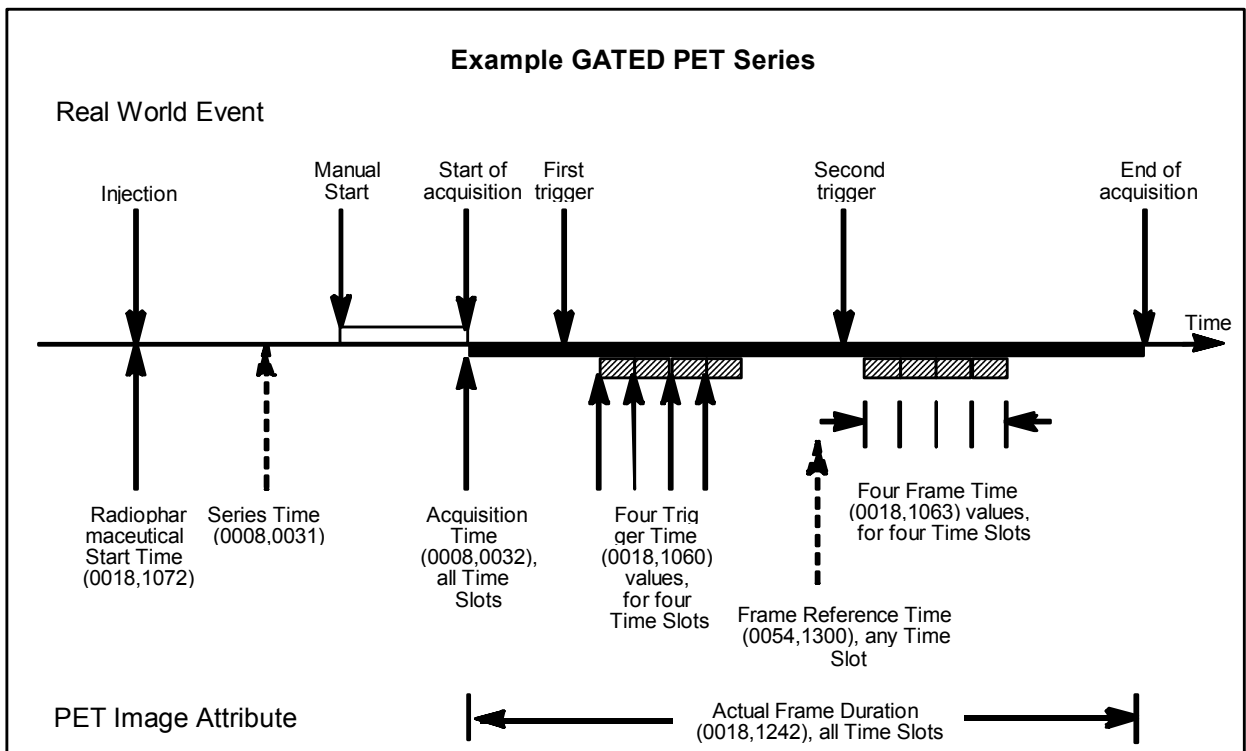 Example GATED PET Series
Real World Event
Injection
Manual
Start
Start of
acquisition
First
trigger
Second
trigger
End of
acquisition
Time
Radiophar
maceutical
Start Time
(0018,1072)
Series Time
(0008,0031)
Acquisition
Time
(0008,0032),
all Time
Slots
Four Trig
ger Time
(0018,1060)
values,
for four
Time Slots
Frame Reference Time
(0054,1300), any Time
Slot
Four Frame Time
(0018,1063) values,
for four Time Slots
PET Image Attribute
Actual Frame Duration
(0018,1242), all Time Slots